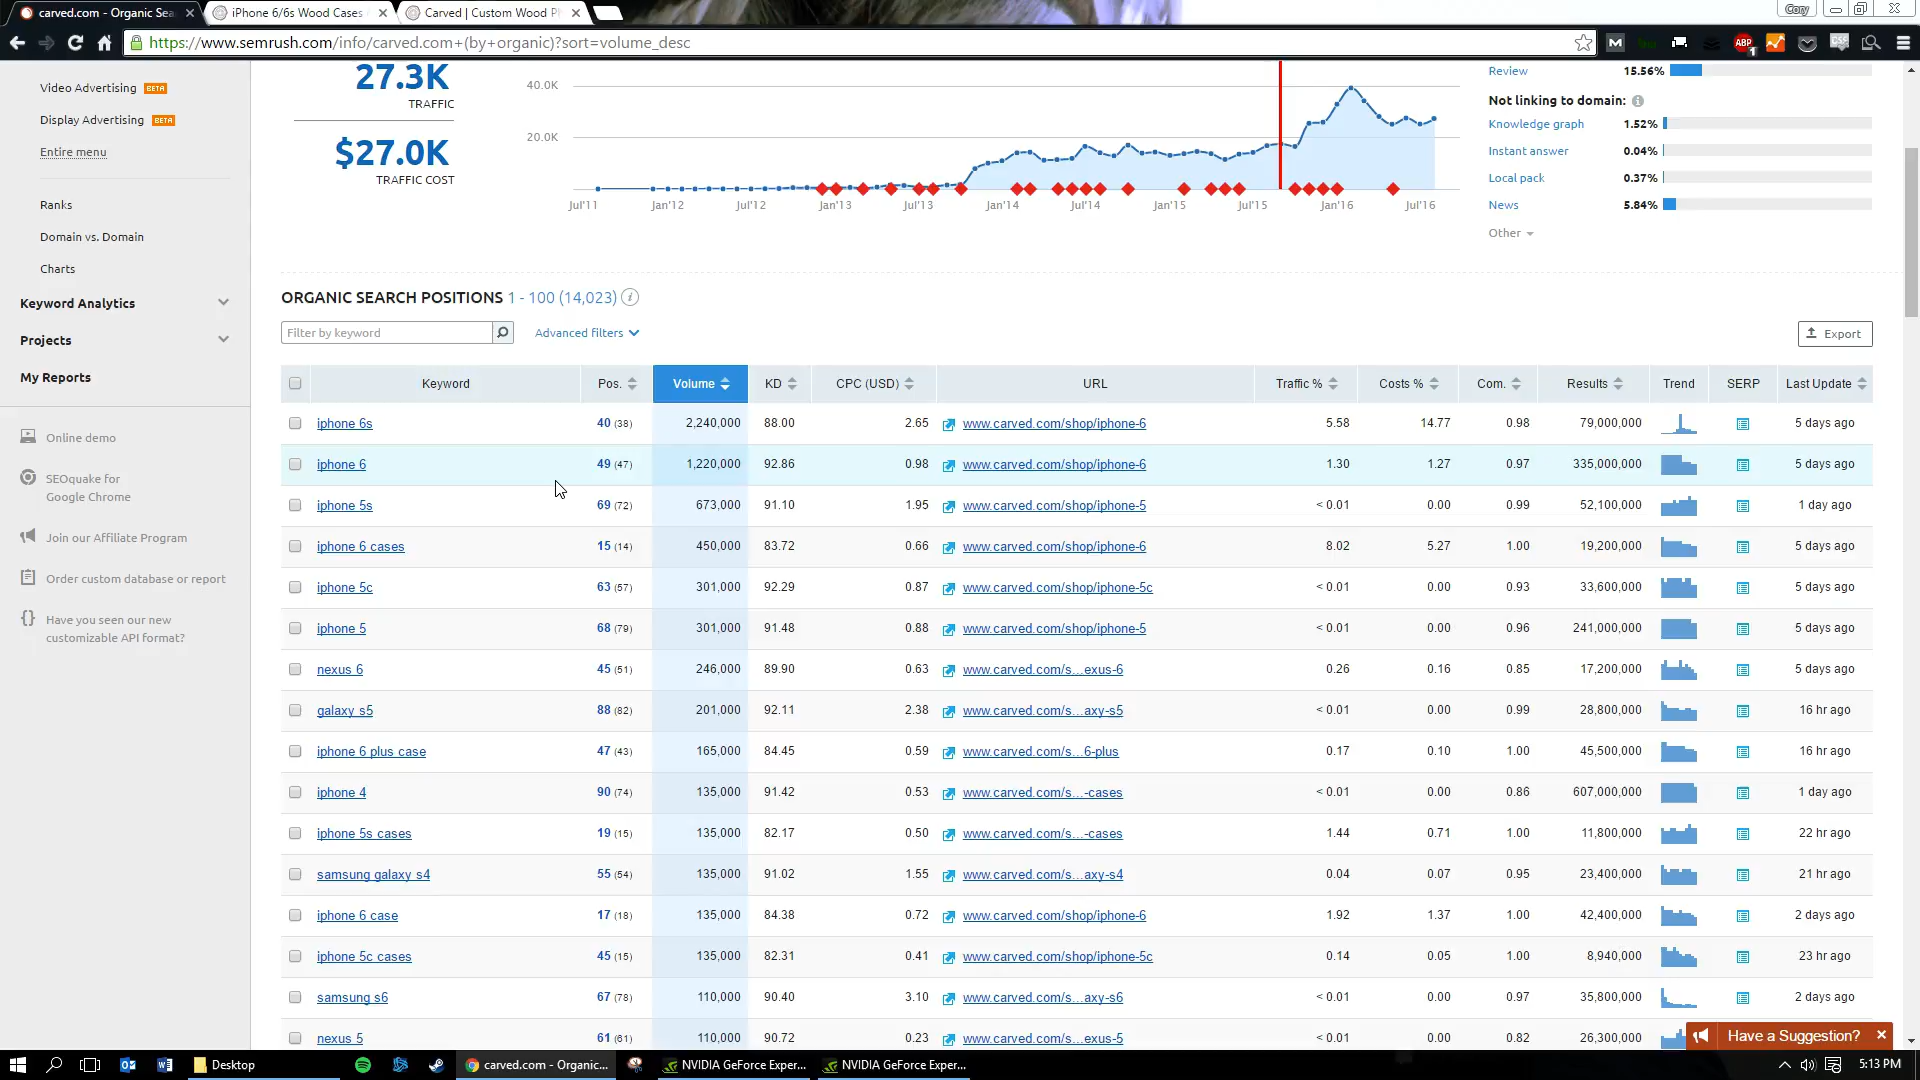 carved.com - Organic Sea
iPhone 6/6s Wood Cases
Carved | Custom Wood Ph
Cory
https://www.semrush.com/info/carved.com+(by+organic)?sort=volume_desc
Video Advertising BETA
Display Advertising BETA
Entire menu
Ranks
Domain vs. Domain
Charts
Keyword Analytics
Projects
My Reports
Online demo
SEOquake for
Google Chrome
Join our Affiliate Program
Order custom database or report
Have you seen our new
customizable API format?
27.3K
TRAFFIC
$27.0K
TRAFFIC COST
40.0K
20.0K
Jul'11 Jan'12 Jul'12 Jan'13 Jul'13 Jan'14 Jul'14 Jan'15 Jul'15 Jan'16 Jul'16
Review 15.56%
Not linking to domain:
Knowledge graph 1.52%
Instant answer 0.04%
Local pack 0.37%
News 5.84%
Other
ORGANIC SEARCH POSITIONS 1 - 100 (14,023)
Filter by keyword
Advanced filters
Export
Keyword Pos. Volume KD CPC (USD) URL Traffic % Costs % Com. Results Trend SERP Last Update
iphone 6s 40 (38) 2,240,000 88.00 2.65 www.carved.com/shop/iphone-6 5.58 14.77 0.98 79,000,000 5 days ago
iphone 6 49 (47) 1,220,000 92.86 0.98 www.carved.com/shop/iphone-6 1.30 1.27 0.97 335,000,000 5 days ago
iphone 5s 69 (72) 673,000 91.10 1.95 www.carved.com/shop/iphone-5 < 0.01 0.00 0.99 52,100,000 1 day ago
iphone 6 cases 15 (14) 450,000 83.72 0.66 www.carved.com/shop/iphone-6 8.02 5.27 1.00 19,200,000 5 days ago
iphone 5c 63 (57) 301,000 92.29 0.87 www.carved.com/shop/iphone-5c < 0.01 0.00 0.93 33,600,000 5 days ago
iphone 5 68 (79) 301,000 91.48 0.88 www.carved.com/shop/iphone-5 < 0.01 0.00 0.96 241,000,000 5 days ago
nexus 6 45 (51) 246,000 89.90 0.63 www.carved.com/s...exus-6 0.26 0.16 0.85 17,200,000 5 days ago
galaxy s5 88 (82) 201,000 92.11 2.38 www.carved.com/s...axy-s5 < 0.01 0.00 0.99 28,800,000 16 hr ago
iphone 6 plus case 47 (43) 165,000 84.45 0.59 www.carved.com/s...6-plus 0.17 0.10 1.00 45,500,000 16 hr ago
iphone 4 90 (74) 135,000 91.42 0.53 www.carved.com/s...-cases < 0.01 0.00 0.86 607,000,000 1 day ago
iphone 5s cases 19 (15) 135,000 82.17 0.50 www.carved.com/s...-cases 1.44 0.71 1.00 11,800,000 22 hr ago
samsung galaxy s4 55 (54) 135,000 91.02 1.55 www.carved.com/s...axy-s4 0.04 0.07 0.95 23,400,000 21 hr ago
iphone 6 case 17 (18) 135,000 84.38 0.72 www.carved.com/shop/iphone-6 1.92 1.37 1.00 42,400,000 2 days ago
iphone 5c cases 45 (15) 135,000 82.31 0.41 www.carved.com/shop/iphone-5c 0.14 0.05 1.00 8,940,000 23 hr ago
samsung s6 67 (78) 110,000 90.40 3.10 www.carved.com/s...axy-s6 < 0.01 0.00 0.97 35,800,000 2 days ago
nexus 5 61 (61) 110,000 90.72 0.23 www.carved.com/s...exus-5 < 0.01 0.00 0.82 26,300,000
Have a Suggestion?
Desktop
carved.com - Organic...
NVIDIA GeForce Exper...
NVIDIA GeForce Exper...
5:13 PM